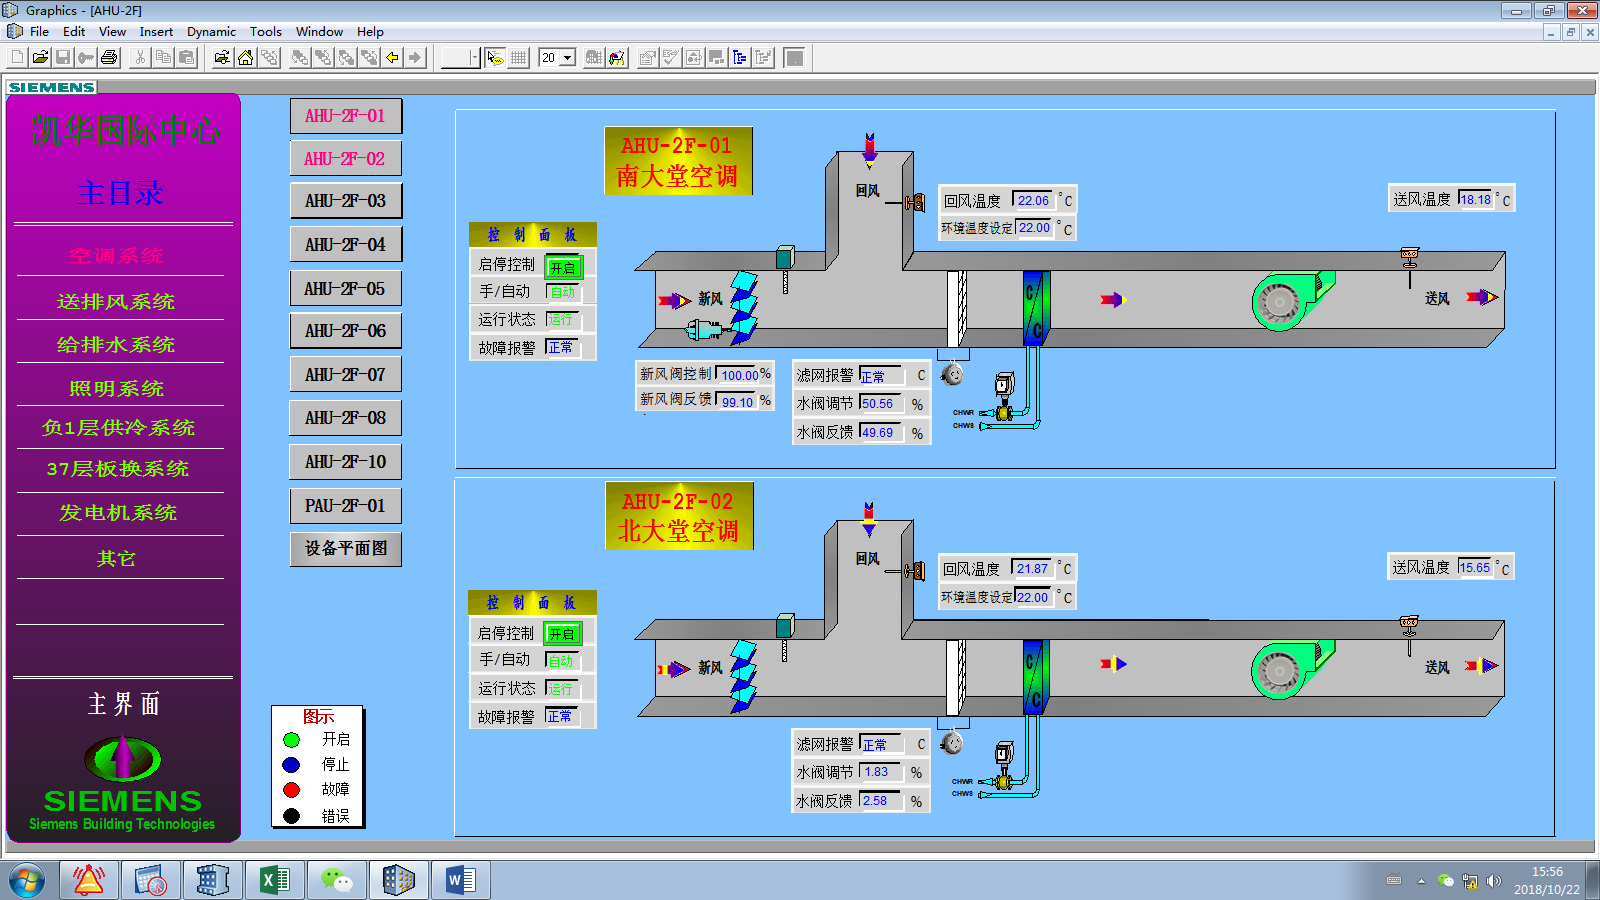 Graphics - [AHU-2F]
File Edit View Insert Dynamic Tools Window Help
20
SIEMENS
凯华国际中心
主目录
空调系统
送排风系统
给排水系统
照明系统
负1层供冷系统
37层板换系统
发电机系统
其它
主界面
SIEMENS
Siemens Building Technologies
AHU-2F-01
AHU-2F-02
AHU-2F-03
AHU-2F-04
AHU-2F-05
AHU-2F-06
AHU-2F-07
AHU-2F-08
AHU-2F-10
PAU-2F-01
设备平面图
图示
开启
停止
故障
错误
AHU-2F-01
南大堂空调
控制面板
启停控制 开启
手/自动 自动
运行状态 运行
故障报警 正常
回风
回风温度 22.06 °C
环境温度设定 22.00 °C
送风温度 18.18 °C
新风
送风
C
C
新风阀控制 100.00 %
新风阀反馈 99.10 %
滤网报警 正常 C
水阀调节 50.56 %
水阀反馈 49.69 %
CHWR
CHWS
AHU-2F-02
北大堂空调
控制面板
启停控制 开启
手/自动 自动
运行状态 运行
故障报警 正常
回风
回风温度 21.87 °C
环境温度设定 22.00 °C
送风温度 15.65 °C
新风
送风
C
C
滤网报警 正常 C
水阀调节 1.83 %
水阀反馈 2.58 %
CHWR
CHWS
15:56
2018/10/22